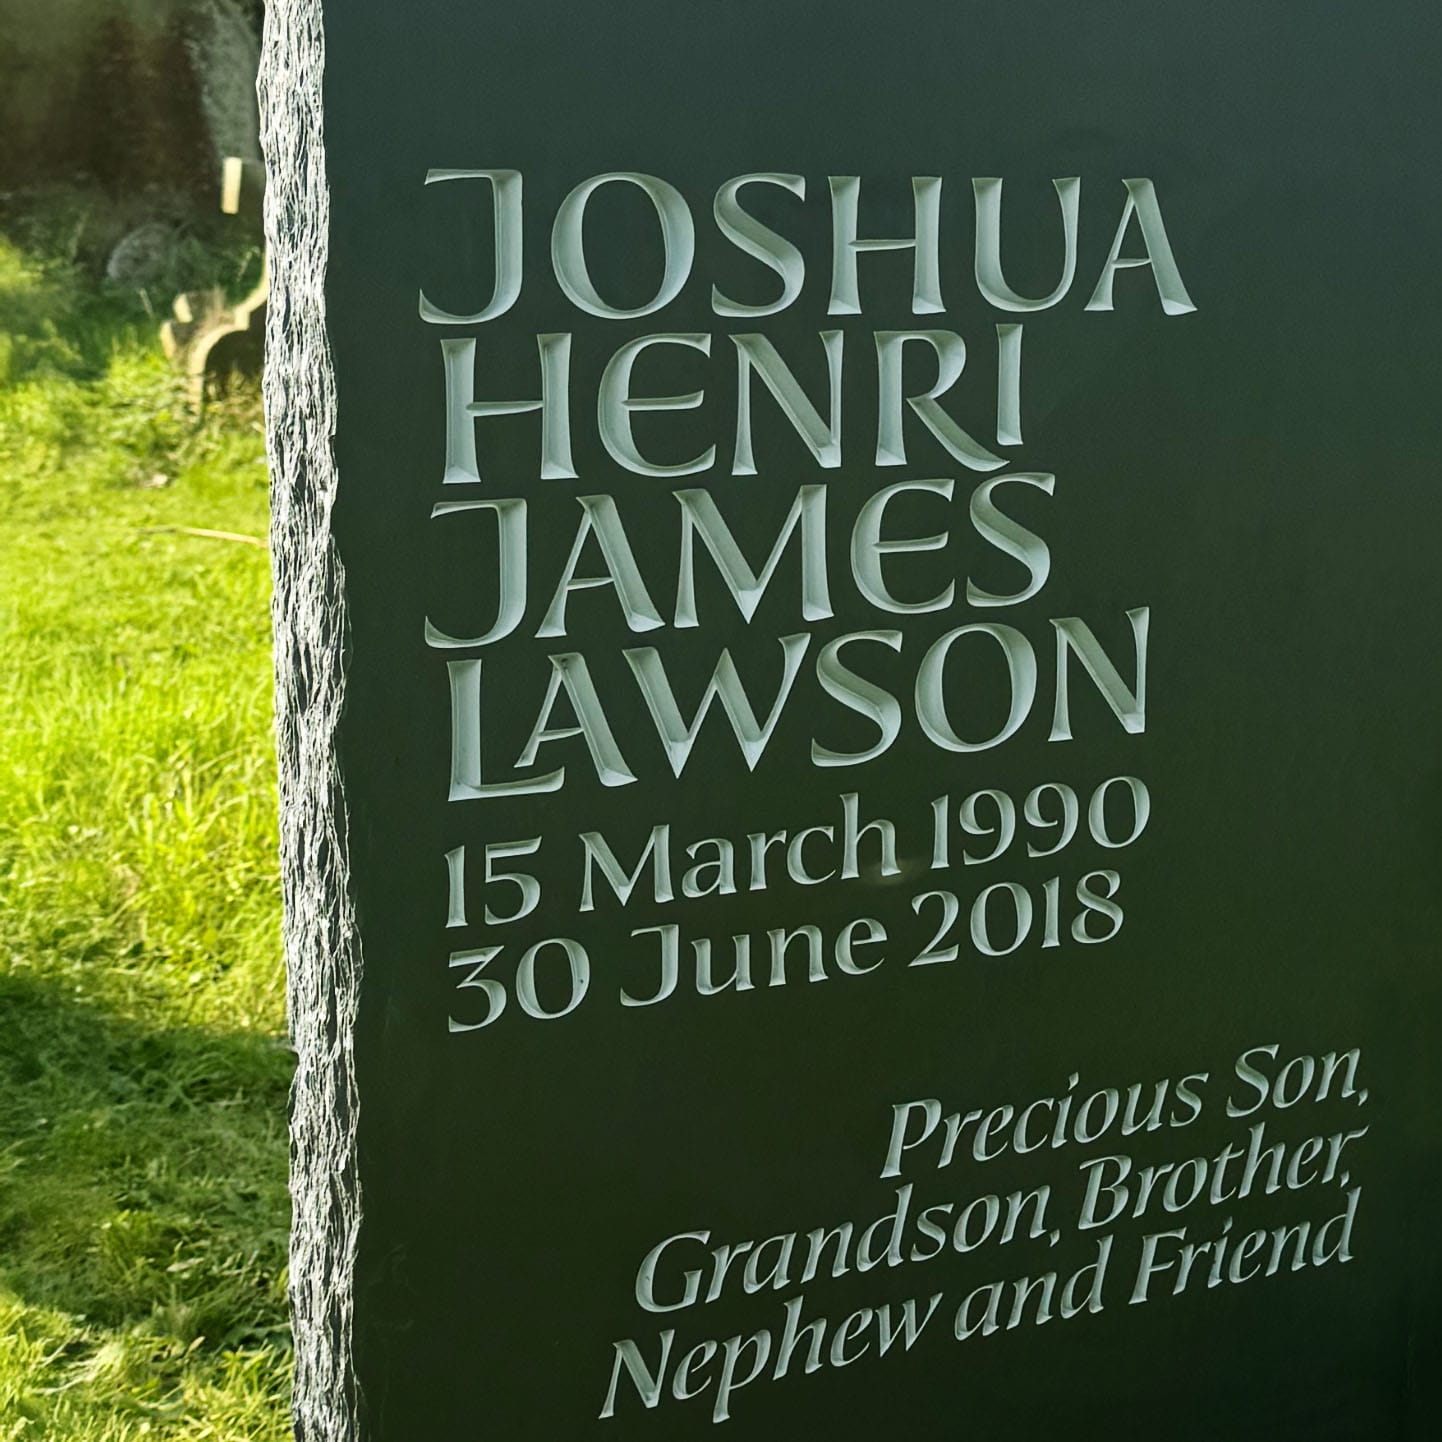 JOSHUA
HENRI
JAMES
LAWSON
15 March 1990
30 June 2018
Precious Son,
Grandson, Brother,
Nephew and Friend